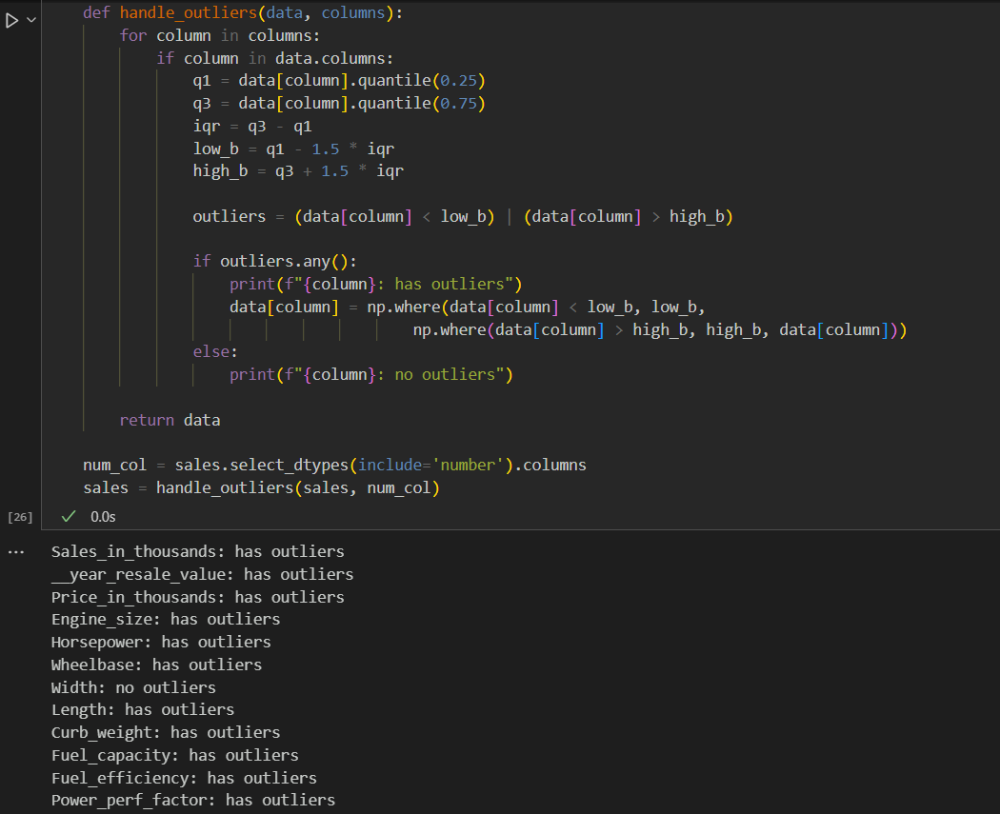 def handle_outliers(data, columns):
    for column in columns:
        if column in data.columns:
            q1 = data[column].quantile(0.25)
            q3 = data[column].quantile(0.75)
            iqr = q3 - q1
            low_b = q1 - 1.5 * iqr
            high_b = q3 + 1.5 * iqr

            outliers = (data[column] < low_b) | (data[column] > high_b)

            if outliers.any():
                print(f"{column}: has outliers")
                data[column] = np.where(data[column] < low_b, low_b,
                                    np.where(data[column] > high_b, high_b, data[column]))
            else:
                print(f"{column}: no outliers")

    return data

num_col = sales.select_dtypes(include='number').columns
sales = handle_outliers(sales, num_col)
[26] ✓ 0.0s
... Sales_in_thousands: has outliers
__year_resale_value: has outliers
Price_in_thousands: has outliers
Engine_size: has outliers
Horsepower: has outliers
Wheelbase: has outliers
Width: no outliers
Length: has outliers
Curb_weight: has outliers
Fuel_capacity: has outliers
Fuel_efficiency: has outliers
Power_perf_factor: has outliers